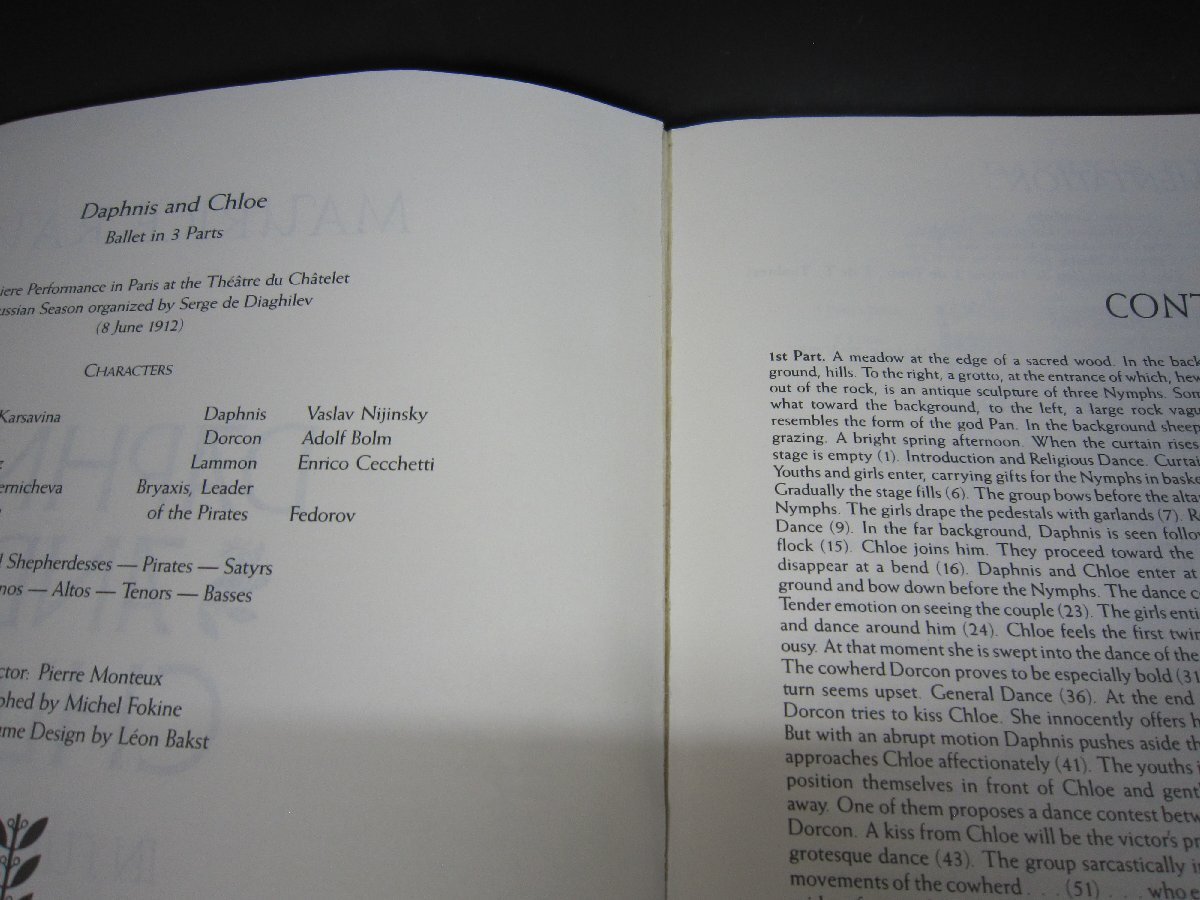 Daphnis and Chloe
Ballet in 3 Parts
iere Performance in Paris at the Théâtre du Châtelet
ussian Season organized by Serge de Diaghilev
(8 June 1912)
CHARACTERS
Karsavina Daphnis Vaslav Nijinsky
Dorcon Adolf Bolm
z Lammon Enrico Cecchetti
ernicheva Bryaxis, Leader
of the Pirates Fedorov
d Shepherdesses — Pirates — Satyrs
nos — Altos — Tenors — Basses
ctor: Pierre Monteux
phed by Michel Fokine
ume Design by Léon Bakst
CONT
1st Part. A meadow at the edge of a sacred wood. In the back
ground, hills. To the right, a grotto, at the entrance of which, hew
out of the rock, is an antique sculpture of three Nymphs. Som
what toward the background, to the left, a large rock vagu
resembles the form of the god Pan. In the background sheep
grazing. A bright spring afternoon. When the curtain rises
stage is empty (1). Introduction and Religious Dance. Curtai
Youths and girls enter, carrying gifts for the Nymphs in baske
Gradually the stage fills (6). The group bows before the alta
Nymphs. The girls drape the pedestals with garlands (7). R
Dance (9). In the far background, Daphnis is seen follow
flock (15). Chloe joins him. They proceed toward the
disappear at a bend (16). Daphnis and Chloe enter at
ground and bow down before the Nymphs. The dance c
Tender emotion on seeing the couple (23). The girls enti
and dance around him (24). Chloe feels the first twin
ousy. At that moment she is swept into the dance of the
The cowherd Dorcon proves to be especially bold (31
turn seems upset. General Dance (36). At the end
Dorcon tries to kiss Chloe. She innocently offers h
But with an abrupt motion Daphnis pushes aside th
approaches Chloe affectionately (41). The youths i
position themselves in front of Chloe and gentl
away. One of them proposes a dance contest betw
Dorcon. A kiss from Chloe will be the victor's pr
grotesque dance (43). The group sarcastically i
movements of the cowherd . . . (51) . . . who e